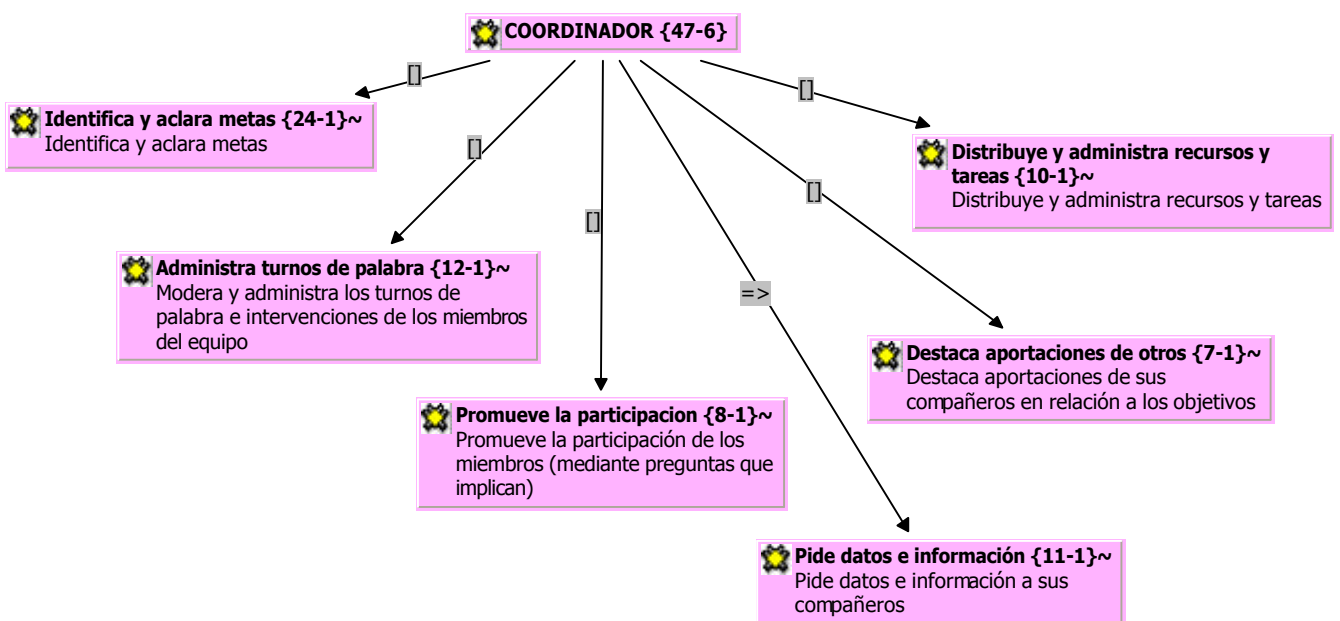 COORDINADOR {47-6}
[]
[]
Identifica y aclara metas {24-1}~
Identifica y aclara metas
[]
Distribuye y administra recursos y
tareas {10-1}~
Distribuye y administra recursos y tareas
[]
[]
Administra turnos de palabra {12-1}~
Modera y administra los turnos de
palabra e intervenciones de los miembros
del equipo
=>
Destaca aportaciones de otros {7-1}~
Destaca aportaciones de sus
compañeros en relación a los objetivos
Promueve la participacion {8-1}~
Promueve la participación de los
miembros (mediante preguntas que
implican)
Pide datos e información {11-1}~
Pide datos e información a sus
compañeros